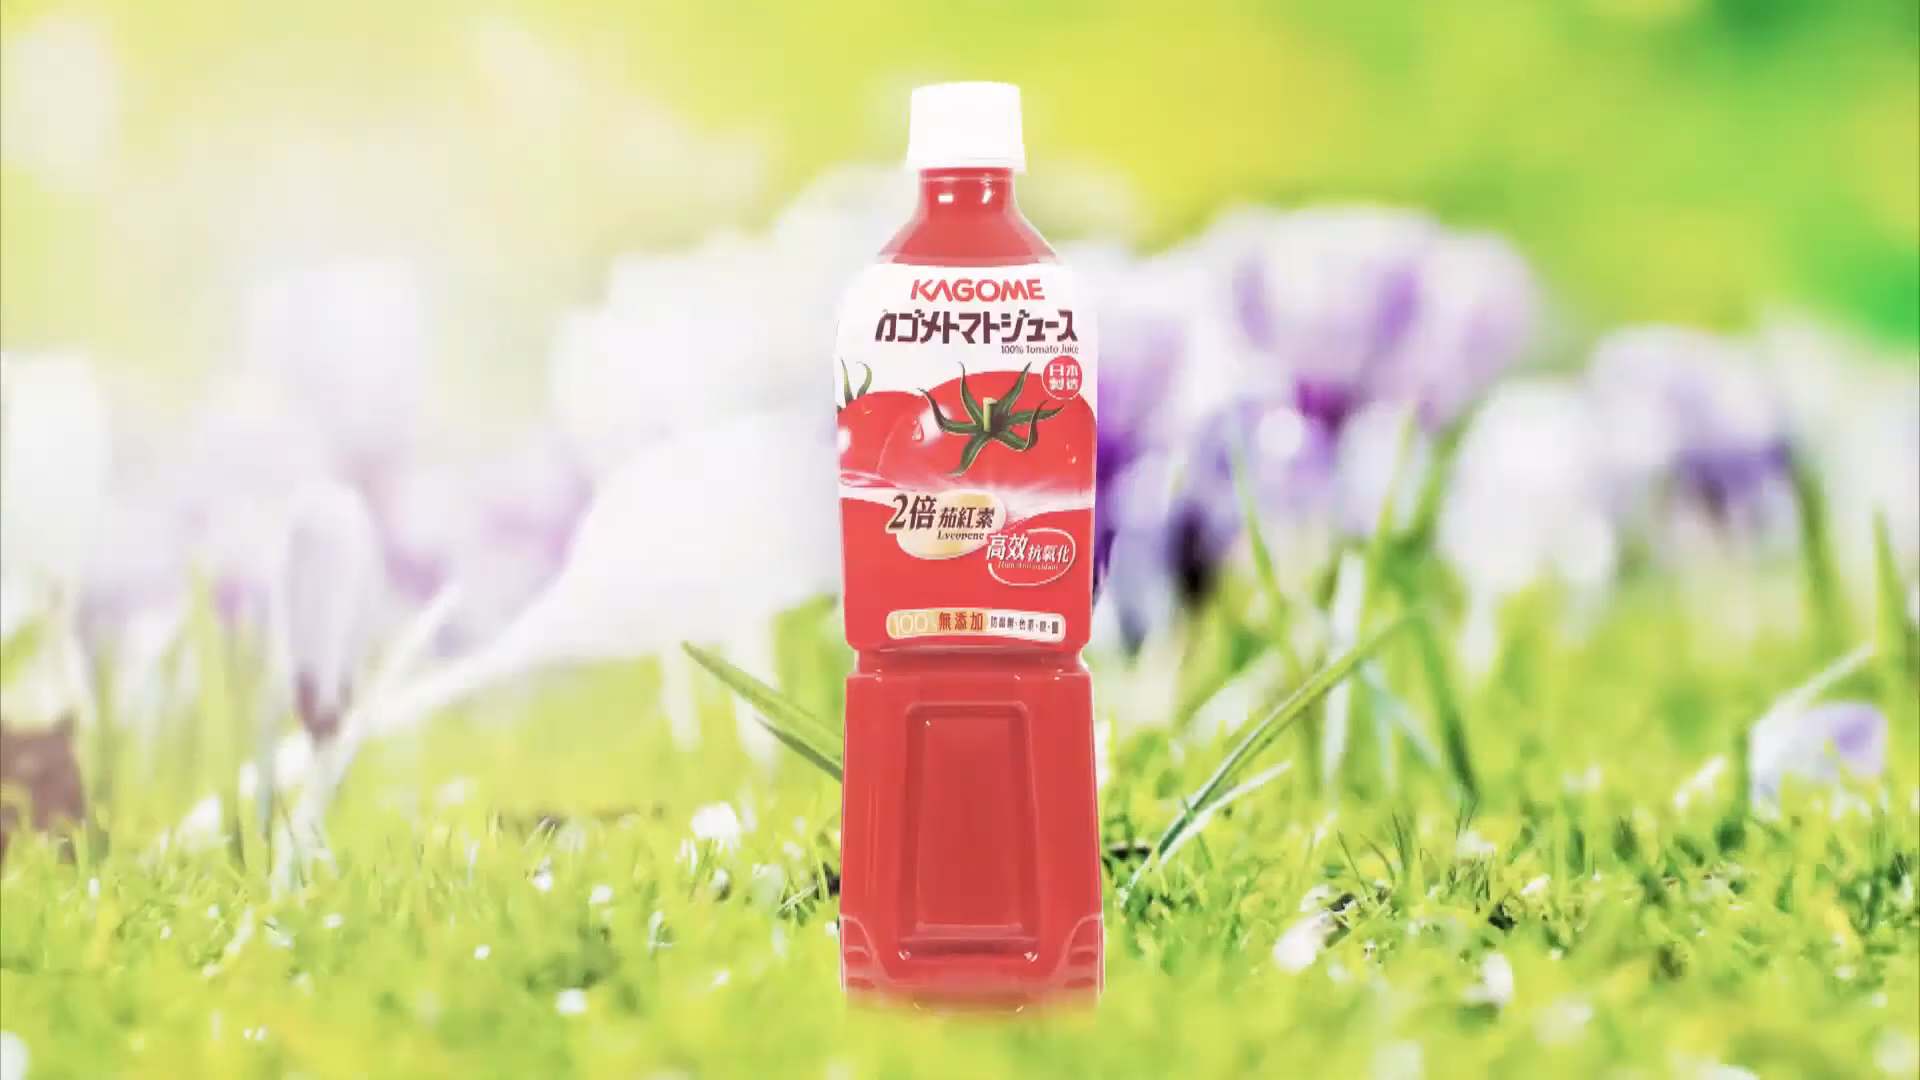 KAGOME
カゴメトマトジュース
100% Tomato Juice
日本
製造
2倍茄紅素
Lycopene
高效抗氧化
High Antioxidant
100%無添加 防腐劑、色素、糖、鹽